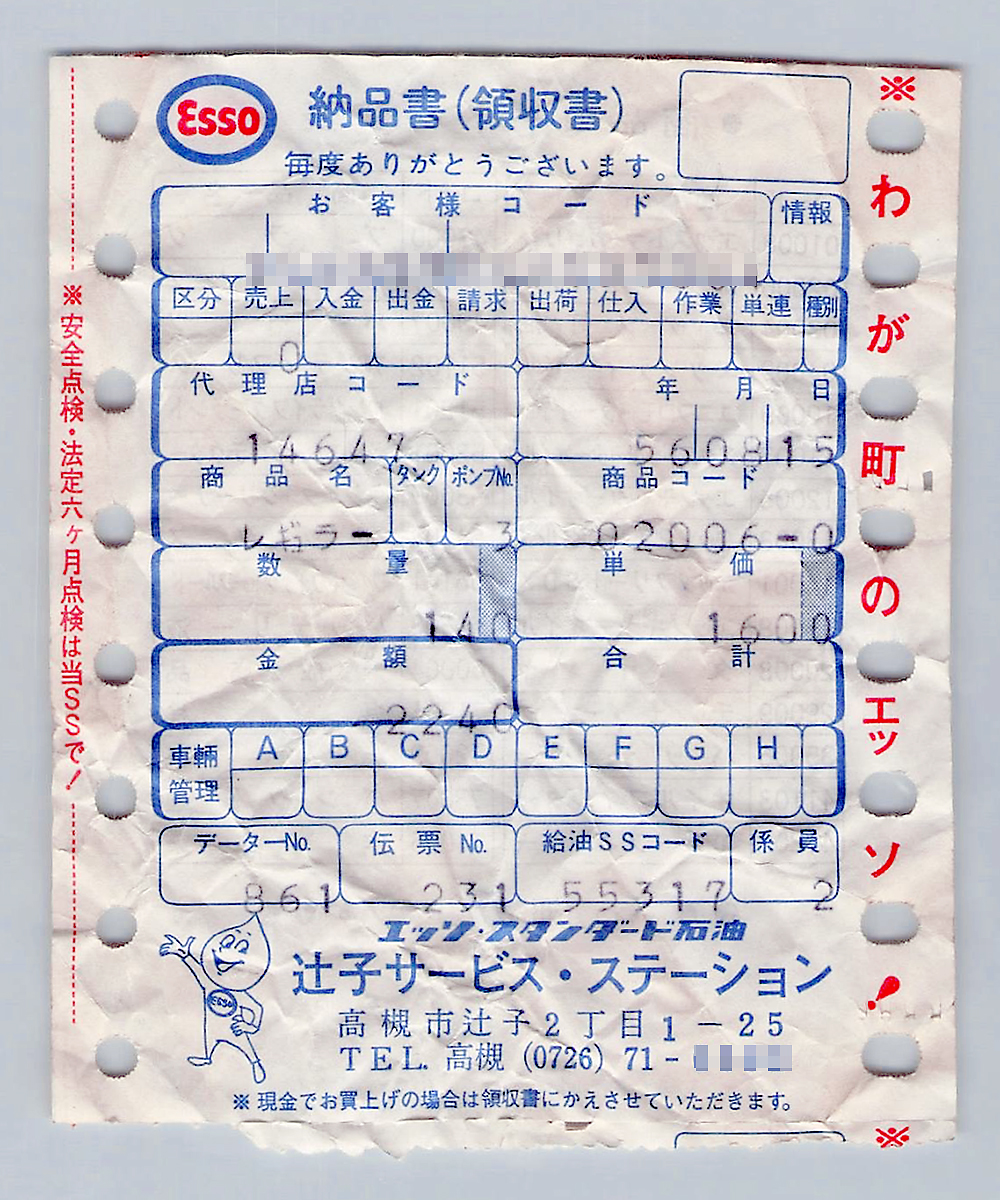 Esso
納品書(領収書)
毎度ありがとうございます。
お客様コード 情報
区分 売上 入金 出金 請求 出荷 仕入 作業 単連 種別
0
代理店コード 年 月 日
14647 560815
商品名 タンク ポンプNo. 商品コード
レギュラー 3 02006-0
数量 単価
140 1600
金額 合計
2240
車輌管理 A B C D E F G H
データーNo. 伝票No. 給油SSコード 係員
861 231 55317 2
エッソ・スタンダード石油
辻子サービス・ステーション
ESSO
高槻市辻子2丁目1-25
TEL. 高槻 (0726) 71-
※現金でお買上げの場合は領収書にかえさせていただきます。
※安全点検・法定六ヶ月点検は当SSで!
※わが町のエッソ!
※